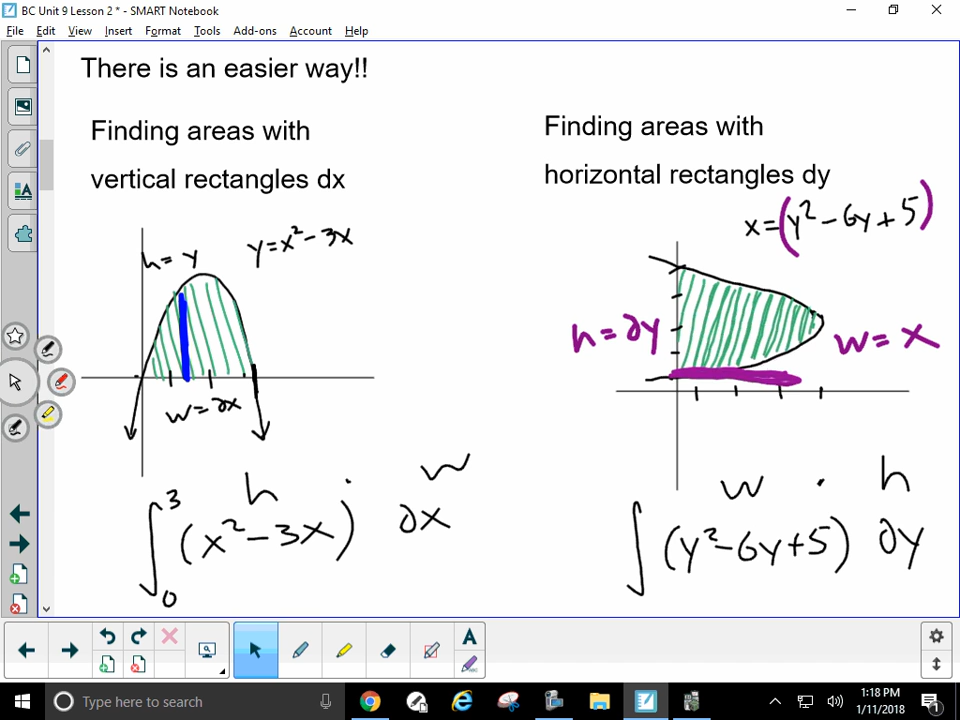 BC Unit 9 Lesson 2 * - SMART Notebook
File Edit View Insert Format Tools Add-ons Account Help
There is an easier way!!
Finding areas with
vertical rectangles dx
h = y
y = x² - 3x
w = ∂x
h · w
∫₀³ (x² - 3x) ∂x
Finding areas with
horizontal rectangles dy
x = (y² - 6y + 5)
h = ∂y
w = x
w · h
∫ (y² - 6y + 5) ∂y
A
Type here to search
1:18 PM
1/11/2018
1